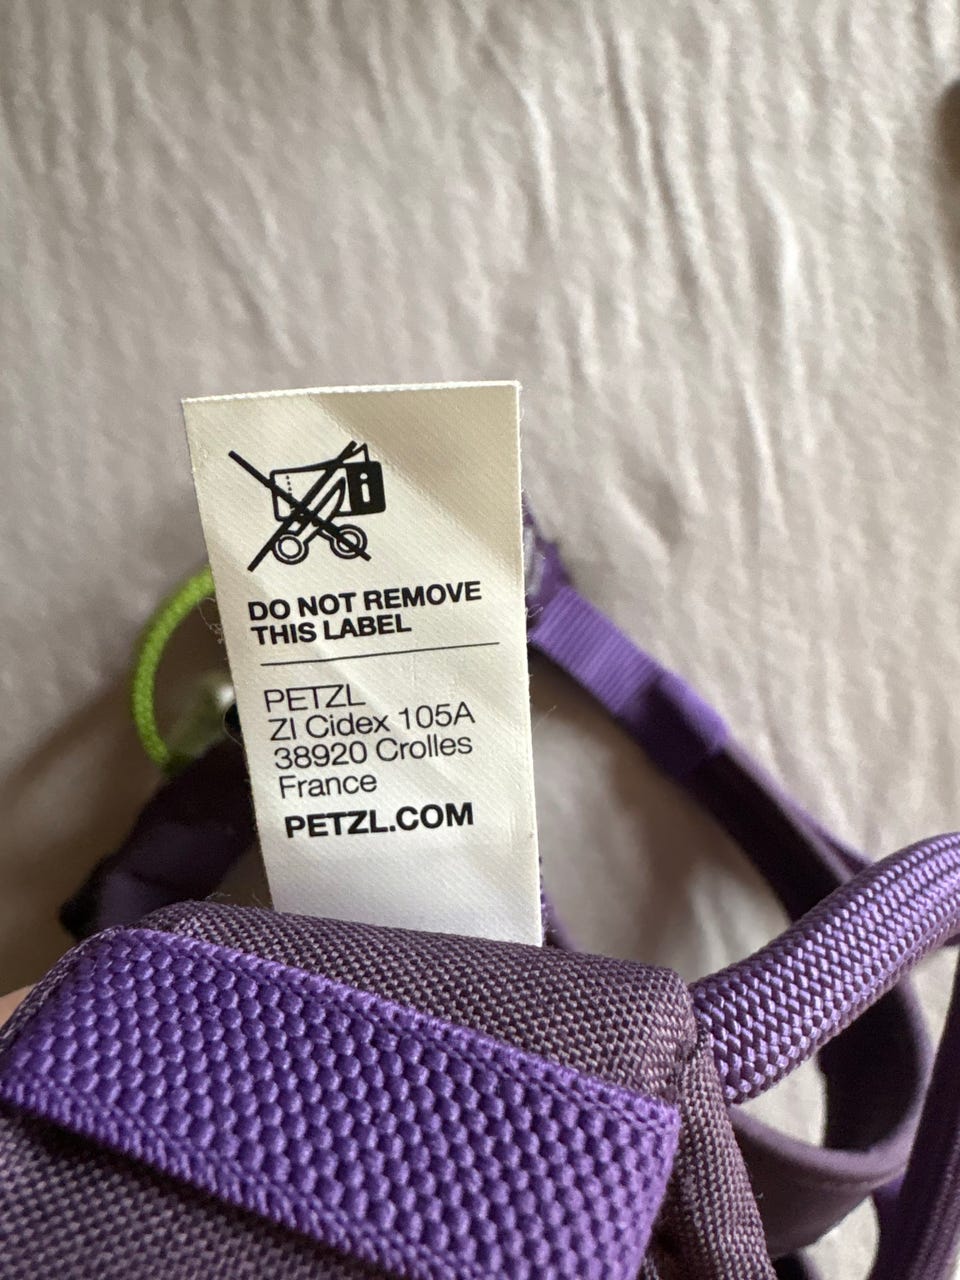 i
DO NOT REMOVE
THIS LABEL
PETZL
ZI Cidex 105A
38920 Crolles
France
PETZL.COM